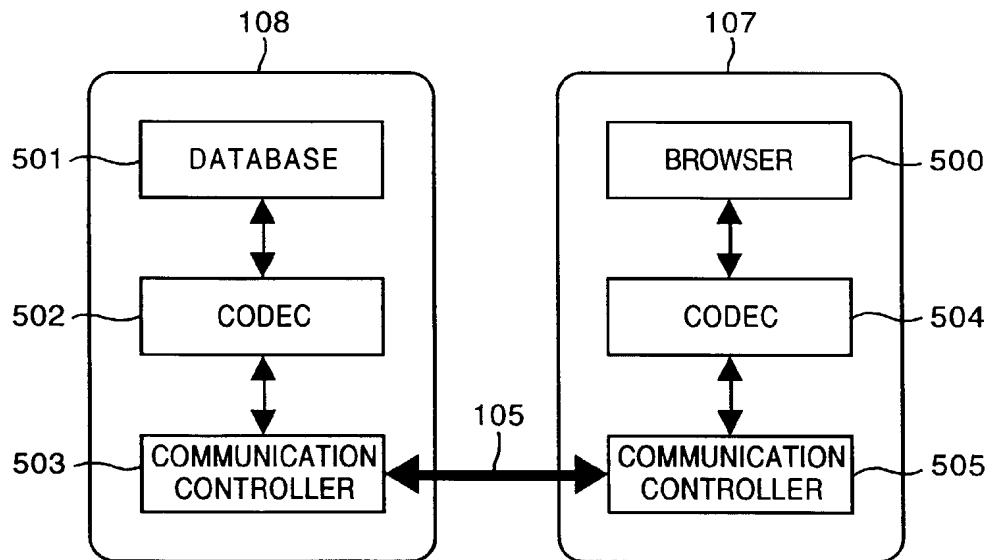 108
107
501
DATABASE
BROWSER
500
502
CODEC
CODEC
504
105
503
COMMUNICATION
CONTROLLER
COMMUNICATION
CONTROLLER
505